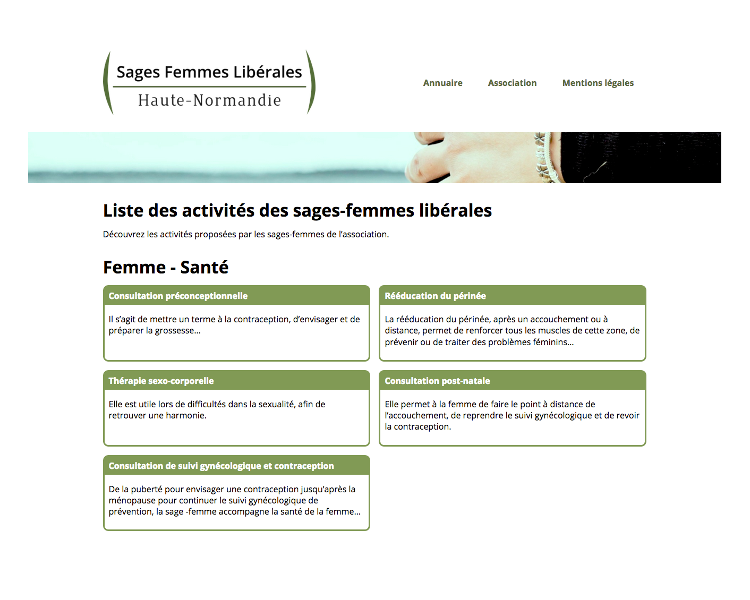 Sages Femmes Libérales
Haute-Normandie
Annuaire
Association
Mentions légales
Liste des activités des sages-femmes libérales
Découvrez les activités proposées par les sages-femmes de l'association.
Femme - Santé
Consultation préconceptionnelle
Il s'agit de mettre un terme à la contraception, d'envisager et de
préparer la grossesse...
Rééducation du périnée
La rééducation du périnée, après un accouchement ou à
distance, permet de renforcer tous les muscles de cette zone, de
prévenir ou de traiter des problèmes féminins...
Thérapie sexo-corporelle
Elle est utile lors de difficultés dans la sexualité, afin de
retrouver une harmonie.
Consultation post-natale
Elle permet à la femme de faire le point à distance de
l'accouchement, de reprendre le suivi gynécologique et de revoir
la contraception.
Consultation de suivi gynécologique et contraception
De la puberté pour envisager une contraception jusqu'après la
ménopause pour continuer le suivi gynécologique de
prévention, la sage -femme accompagne la santé de la femme...